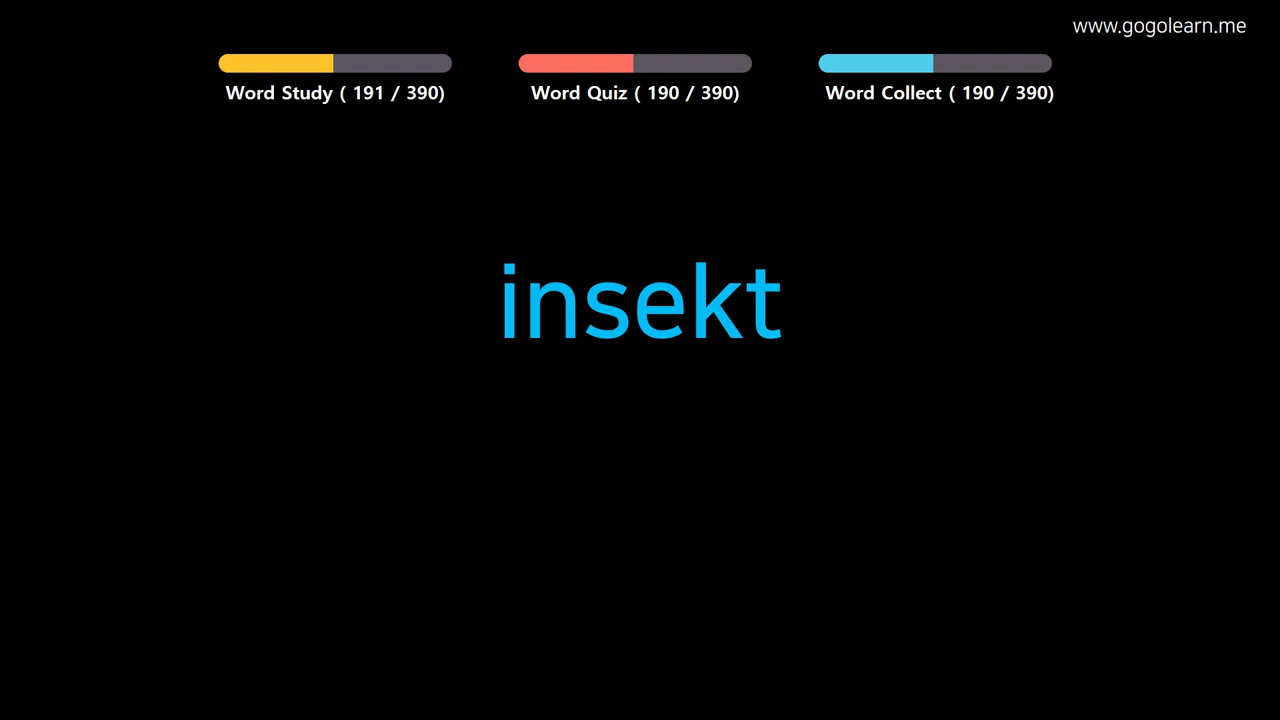 www.gogolearn.me
Word Study ( 191 / 390)
Word Quiz ( 190 / 390)
Word Collect ( 190 / 390)
insekt